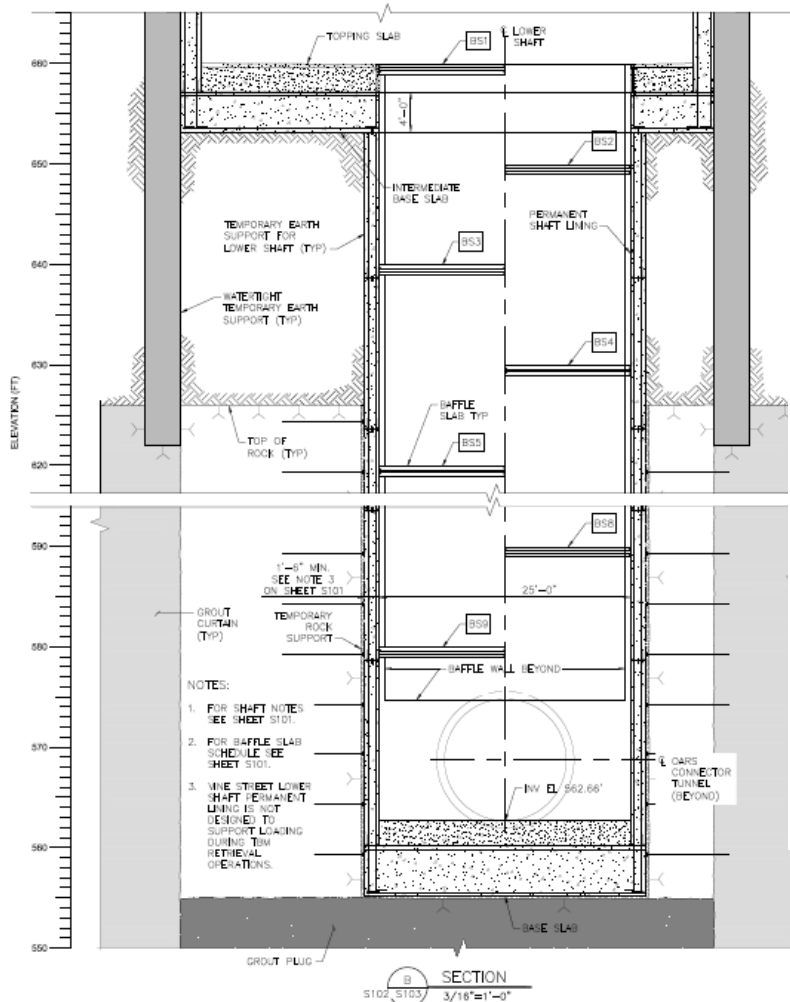 TOPPING SLAB
BS1
℄ LOWER
SHAFT
660
4'-0"
BS2
650
INTERMEDIATE
BASE SLAB
PERMANENT
SHAFT LINING
TEMPORARY EARTH
SUPPORT FOR
LOWER SHAFT (TYP)
BS3
640
WATERTIGHT
TEMPORARY EARTH
SUPPORT (TYP)
BS4
630
ELEVATION (FT)
BAFFLE
SLAB TYP
BS5
TOP OF
ROCK (TYP)
620
BS8
590
1'-6" MIN.
SEE NOTE 3
ON SHEET S101
25'-0"
GROUT
CURTAIN
(TYP)
TEMPORARY
ROCK
SUPPORT
BS9
580
BAFFLE WALL BEYOND
NOTES:
1. FOR SHAFT NOTES
SEE SHEET S101.
2. FOR BAFFLE SLAB
SCHEDULE SEE
SHEET S101.
3. VINE STREET LOWER
SHAFT PERMANENT
LINING IS NOT
DESIGNED TO
SUPPORT LOADING
DURING TBM
RETRIEVAL
OPERATIONS.
570
℄ OARS
CONNECTOR
TUNNEL
(BEYOND)
INV EL 562.66'
560
BASE SLAB
550
GROUT PLUG
B
S102 S103
SECTION
3/16"=1'-0"